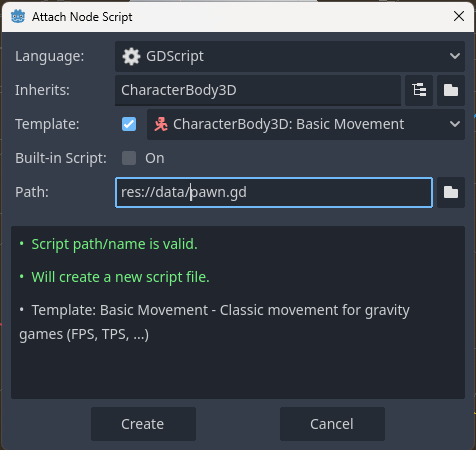 Attach Node Script
Language: GDScript
Inherits: CharacterBody3D
Template: CharacterBody3D: Basic Movement
Built-in Script: On
Path: res://data/pawn.gd
• Script path/name is valid.
• Will create a new script file.
• Template: Basic Movement - Classic movement for gravity
games (FPS, TPS, ...)
Create Cancel